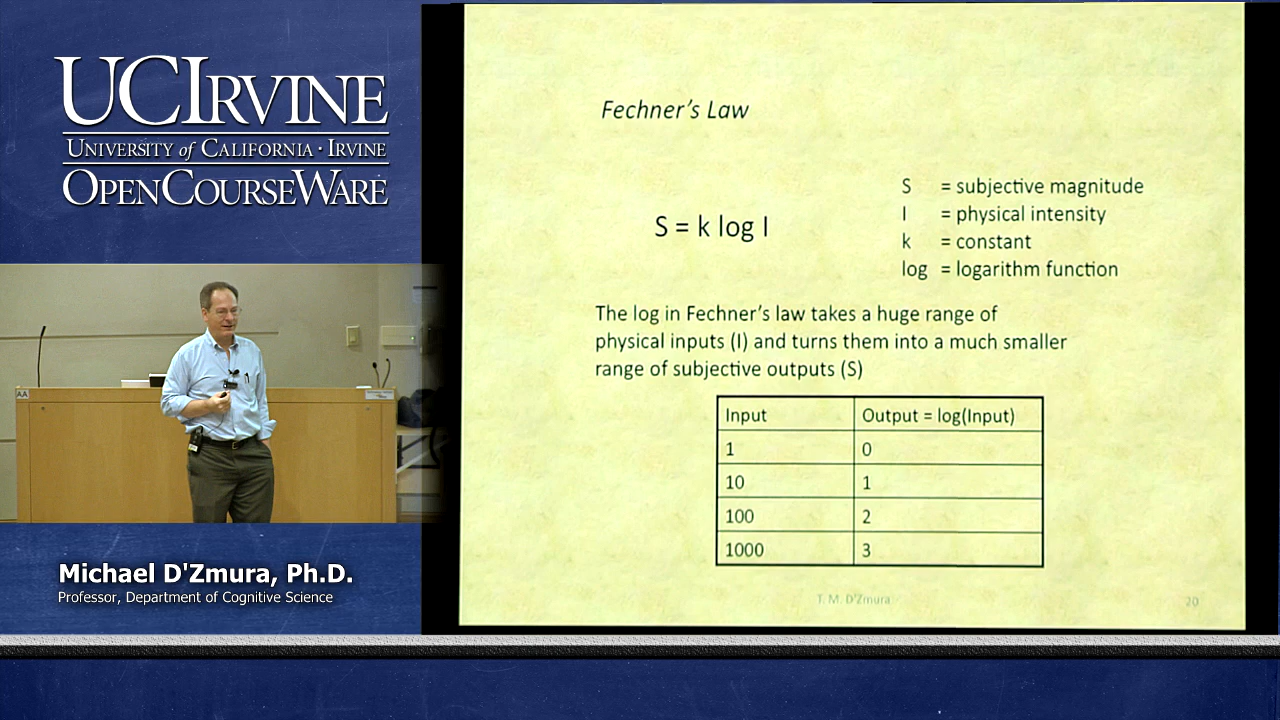 UCIRVINE
UNIVERSITY of CALIFORNIA · IRVINE
OPENCOURSEWARE
AA
Michael D'Zmura, Ph.D.
Professor, Department of Cognitive Science
Fechner's Law
S = k log I
S = subjective magnitude
I = physical intensity
k = constant
log = logarithm function
The log in Fechner's law takes a huge range of
physical inputs (I) and turns them into a much smaller
range of subjective outputs (S)
Input Output = log(Input)
1 0
10 1
100 2
1000 3
T. M. D'Zmura 20